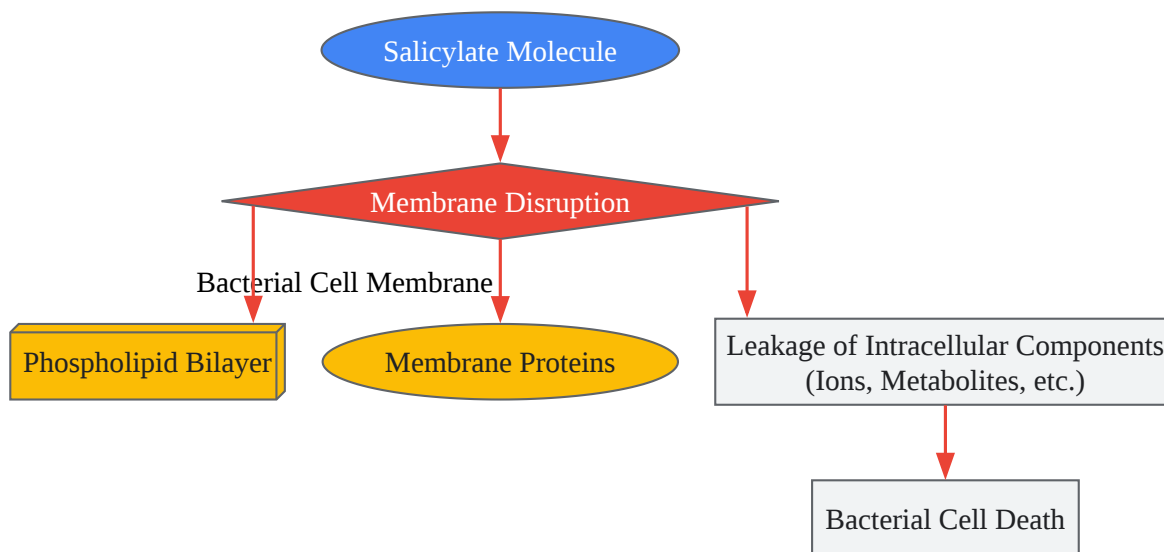 Salicylate Molecule
Membrane Disruption
Bacterial Cell Membrane
Phospholipid Bilayer
Membrane Proteins
Leakage of Intracellular Components
(Ions, Metabolites, etc.)
Bacterial Cell Death